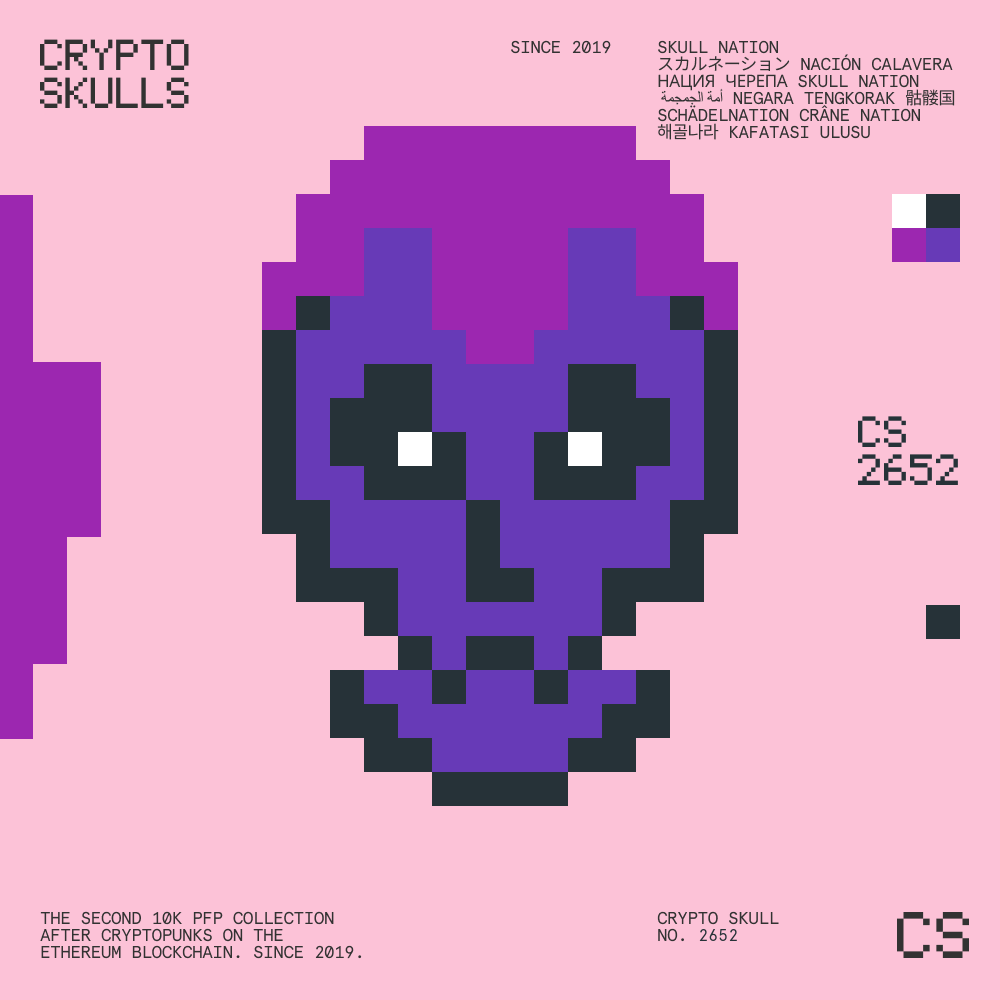 CRYPTO
SKULLS
SINCE 2019
SKULL NATION
スカルネーション NACIÓN CALAVERA
НАЦИЯ ЧЕРЕПА SKULL NATION
أمة الجمجمة NEGARA TENGKORAK 骷髅国
SCHÄDELNATION CRÂNE NATION
해골나라 KAFATASI ULUSU
CS
2652
THE SECOND 10K PFP COLLECTION
AFTER CRYPTOPUNKS ON THE
ETHEREUM BLOCKCHAIN. SINCE 2019.
CRYPTO SKULL
NO. 2652
CS